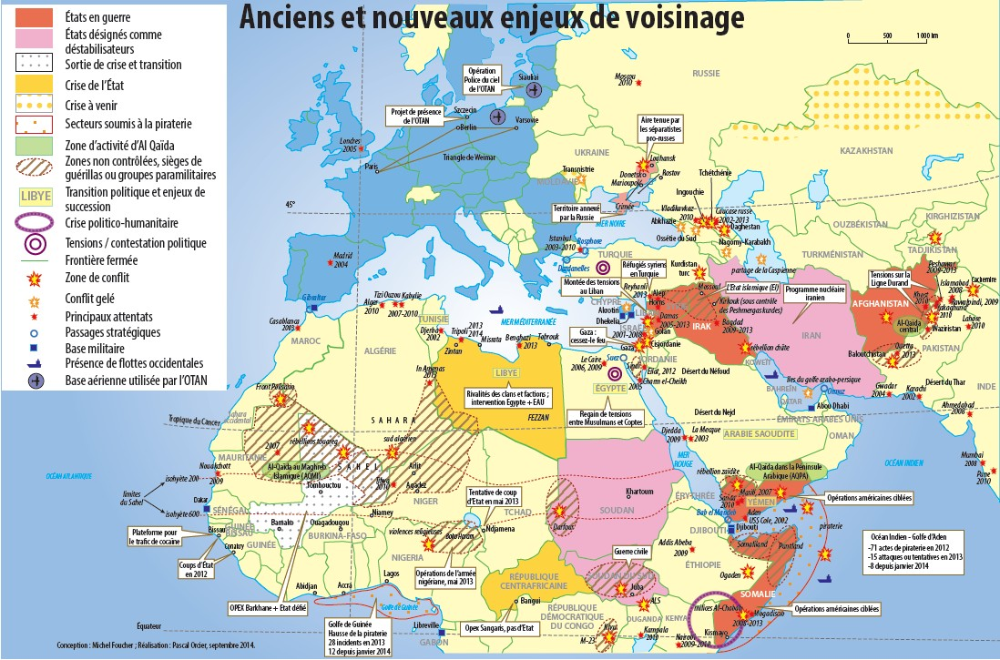 Anciens et nouveaux enjeux de voisinage
États en guerre
États désignés comme
déstabilisateurs
Sortie de crise et transition
Crise de l'État
Crise à venir
Secteurs soumis à la piraterie
Zone d'activité d'Al Qaïda
Zones non contrôlées, sièges de
guérillas ou groupes paramilitaires
LIBYE
Transition politique et enjeux de
succession
Crise politico-humanitaire
Tensions / contestation politique
Frontière fermée
Zone de conflit
Conflit gelé
Principaux attentats
Passages stratégiques
Base militaire
Présence de flottes occidentales
Base aérienne utilisée par l'OTAN
0 500 1 000 km
Opération
Police du ciel
de l'OTAN
Siauliai
Moscou
2010
RUSSIE
Projet de présence
de l'OTAN
Szczecin
Berlin
Varsovie
Londres
2005
Paris
Triangle de Weimar
Aire tenue par
les séparatistes
pro-russes
UKRAINE
Louhansk
Donetsk
Rostov
Marioupol
Transnistrie
MOLDAVIE
Crimée
Territoire annexé
par la Russie
MER NOIRE
KAZAKHSTAN
Tchétchénie
Ingouchie
Vladikavkaz
2010
Caucase russe
2002-2013
Daghestan
Abkhazie
Ossétie du Sud
Nagorny-Karabakh
OUZBÉKISTAN
KIRGHIZISTAN
TADJIKISTAN
TURKMÉNISTAN
partage de la Caspienne
45°
Madrid
2004
Gibraltar
Istanbul
2003-2010
Bosphore
Dardanelles
TURQUIE
Réfugiés syriens
en Turquie
Kurdistan
turc
Montée des tensions
au Liban
Reyhanli
2013
CHYPRE
Akrotiri
Dhekelia
Alep
Homs
Damas
2005-2013
Golan
Mossoul
L'État islamique (EI)
Kirkouk (sous contrôle
des Peshmergas kurdes)
IRAK
Bagdad
2009-2013
Programme nucléaire
iranien
IRAN
rébellion chiite
KOWEIT
Tensions sur la
Ligne Durand
AFGHANISTAN
Al-Qaïda
central
Peshawar
2009-2013
Islamabad
2008
Cachemire
Rawalpindi, 2009
Khost
2010
Lahore
2010
Waziristan
Quetta
2013
Baloutchistan
PAKISTAN
Gwadar
2004
Karachi
2002
Désert du Thar
INDE
Ahmedabad
2008
Mumbai
2008
Pune
2010
Casablanca
2003
MAROC
Alger
2007-2010
Tizi Ouzou Kabylie
ALGÉRIE
TUNISIE
Djerba
2002
Tripoli
2013
2014
Zintan
Misrata
Benghazi
2013
Tobrouk
MER MÉDITERRANÉE
In Amenas
2013
LIBYE
Rivalités des clans et factions ;
intervention Egypte + EAU
FEZZAN
Gaza :
cessez-le feu
ISRAËL
2001-2008
Gaza
Cisjordanie
JORDANIE
Le Caire
2006, 2009
Suez
Sinaï
Eilat, 2012
Charm el-Cheikh
2005
ÉGYPTE
Regain de tensions
entre Musulmans et Coptes
Désert du Néfoud
Désert du Nejd
ARABIE SAOUDITE
BAHREÏN
QATAR
Iles du golfe arabo-persique
Ormuz
Abou Dhabi
ÉMIRATS ARABES UNIS
OMAN
Djedda
2009
La Mecque
2003
MER
ROUGE
Front Polisario
Sahara
occidental
Tropique du Cancer
SAHARA
rébellions touareg
sud algérien
MAURITANIE
2007
Nouakchott
2009
Al-Qaïda au Maghreb
Islamique (AQMI)
SAHEL
Tombouctou
Arlit
Agadez
NIGER
OCÉAN ATLANTIQUE
isohyète 200
limites
du Sahel
isohyète 600
Dakar
SÉNÉGAL
Bissau
GUINÉE
BISSAU
GUINÉE
Conakry
Bamako
Ouagadougou
BURKINA-FASO
Niamey
Plateforme pour
le trafic de cocaïne
Coups d'État
en 2012
OPEX Barkhane + Etat défié
Abidjan
Accra
Lagos
violences religieuses
Boko Haram
NIGERIA
Opérations de l'armée
nigériane, mai 2013
Tentative de coup
d'Etat en mai 2013
TCHAD
Ndjamena
Golfe de Guinée
Golfe de Guinée
Hausse de la piraterie
28 incidents en 2013
12 depuis janvier 2014
Libreville
GABON
Équateur
Opex Sangaris, pas d'Etat
RÉPUBLIQUE
CENTRAFRICAINE
Bangui
RÉPUBLIQUE
DÉMOCRATIQUE
DU CONGO
Darfour
SOUDAN
Khartoum
Guerre civile
SOUDAN DU SUD
Juba
ALS
OUGANDA
KENYA
Kampala
2010
Nairobi
2009-2010
M-23
Kivu
ÉRYTHRÉE
Addis Abeba
2009
ÉTHIOPIE
Ogaden
DJIBOUTI
Djibouti
Bab el Mandeb
rébellion zaïdite
Al-Qaïda dans la Péninsule
Arabique (AQPA)
Marib, 2007
Sanaa
2010
YÉMEN
Aden
USS Cole, 2002
Opérations américaines ciblées
piraterie
Somaliland
Puntland
SOMALIE
milices Al-Chabab
Mogadiscio
2008-2013
Kismayo
Opérations américaines ciblées
OCÉAN INDIEN
Océan Indien - Golfe d'Aden
-71 actes de piraterie en 2012
-15 attaques ou tentatives en 2013
-8 depuis janvier 2014
Conception : Michel Foucher ; Réalisation : Pascal Orcier, septembre 2014.